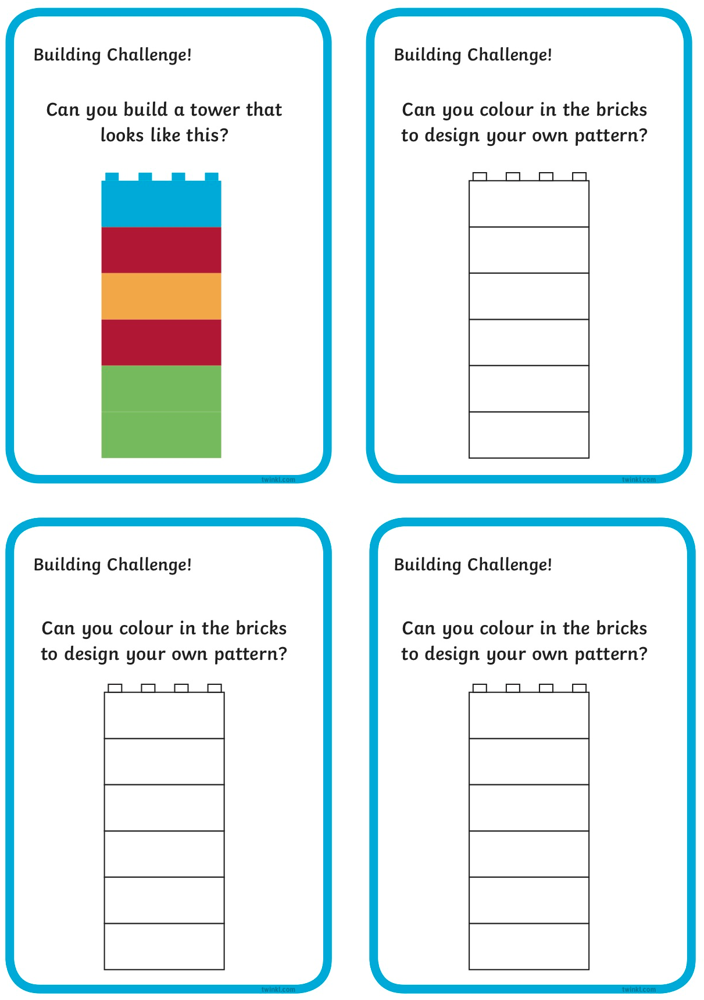 Building Challenge!
Can you build a tower that
looks like this?
twinkl.com
Building Challenge!
Can you colour in the bricks
to design your own pattern?
twinkl.com
Building Challenge!
Can you colour in the bricks
to design your own pattern?
twinkl.com
Building Challenge!
Can you colour in the bricks
to design your own pattern?
twinkl.com